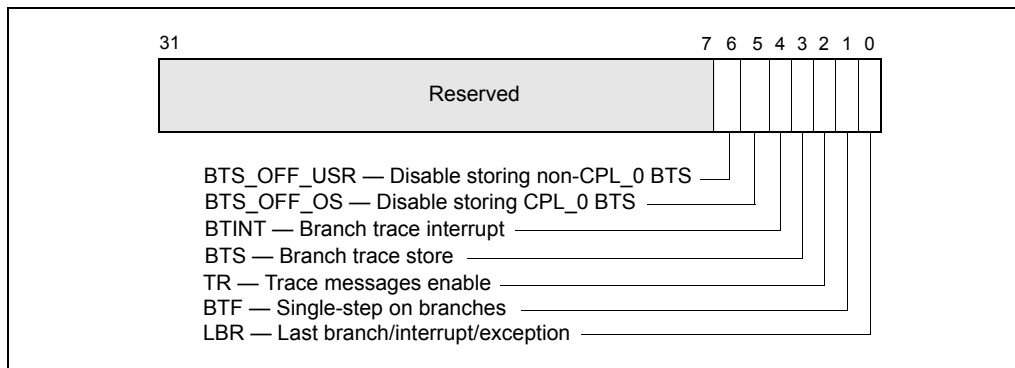 31 7 6 5 4 3 2 1 0
Reserved
BTS_OFF_USR — Disable storing non-CPL_0 BTS
BTS_OFF_OS — Disable storing CPL_0 BTS
BTINT — Branch trace interrupt
BTS — Branch trace store
TR — Trace messages enable
BTF — Single-step on branches
LBR — Last branch/interrupt/exception